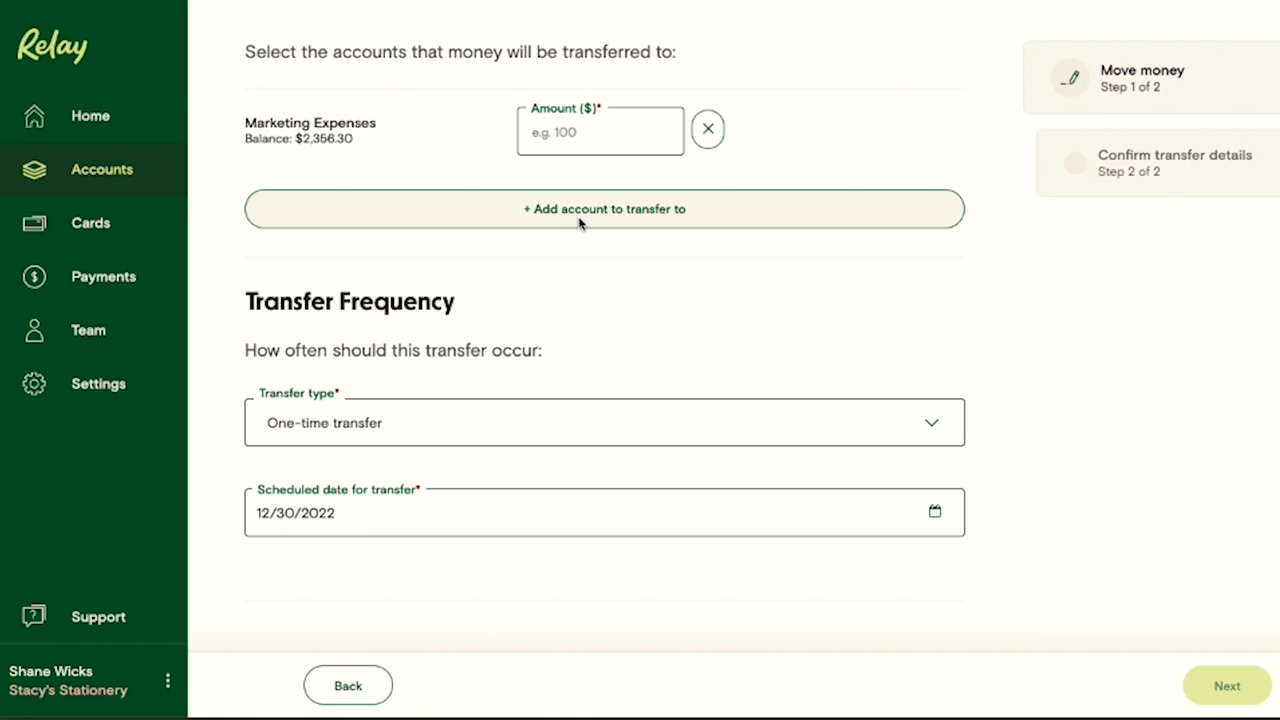 Relay
Home
Accounts
Cards
Payments
Team
Settings
Support
Shane Wicks
Stacy's Stationery
Select the accounts that money will be transferred to:
Marketing Expenses
Balance: $2,356.30
Amount ($)*
e.g. 100
+ Add account to transfer to
Transfer Frequency
How often should this transfer occur:
Transfer type*
One-time transfer
Scheduled date for transfer*
12/30/2022
Back
Next
Move money
Step 1 of 2
Confirm transfer details
Step 2 of 2